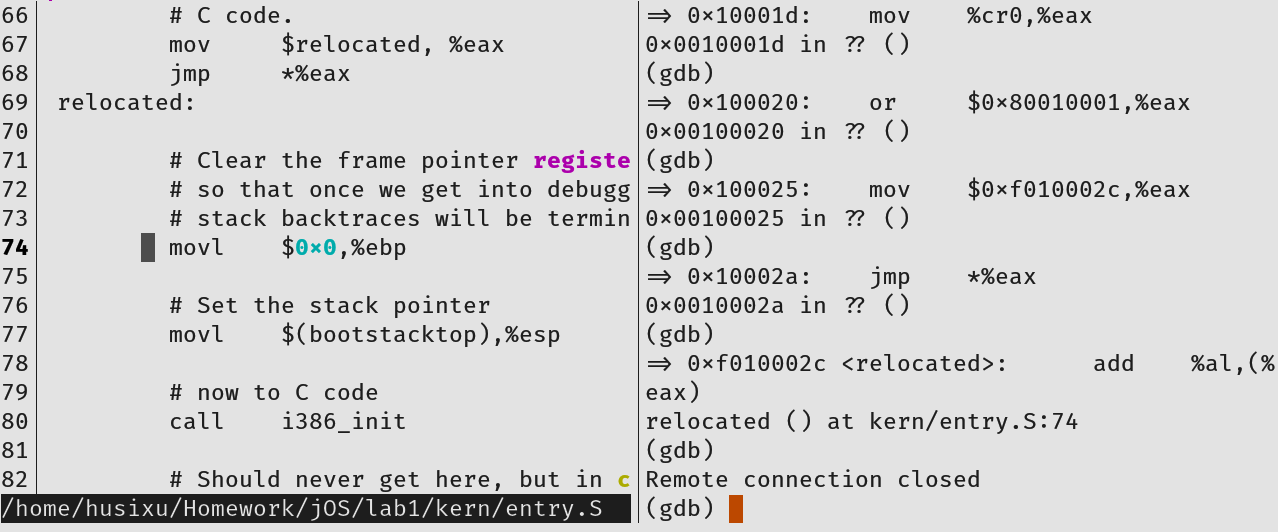 66 # C code.
67 mov $relocated, %eax
68 jmp *%eax
69 relocated:
70
71 # Clear the frame pointer registe
72 # so that once we get into debugg
73 # stack backtraces will be termin
74 movl $0x0,%ebp
75
76 # Set the stack pointer
77 movl $(bootstacktop),%esp
78
79 # now to C code
80 call i386_init
81
82 # Should never get here, but in c
/home/husixu/Homework/jOS/lab1/kern/entry.S
=> 0x10001d: mov %cr0,%eax
0x0010001d in ?? ()
(gdb)
=> 0x100020: or $0x80010001,%eax
0x00100020 in ?? ()
(gdb)
=> 0x100025: mov $0xf010002c,%eax
0x00100025 in ?? ()
(gdb)
=> 0x10002a: jmp *%eax
0x0010002a in ?? ()
(gdb)
=> 0xf010002c <relocated>: add %al,(%
eax)
relocated () at kern/entry.S:74
(gdb)
Remote connection closed
(gdb)